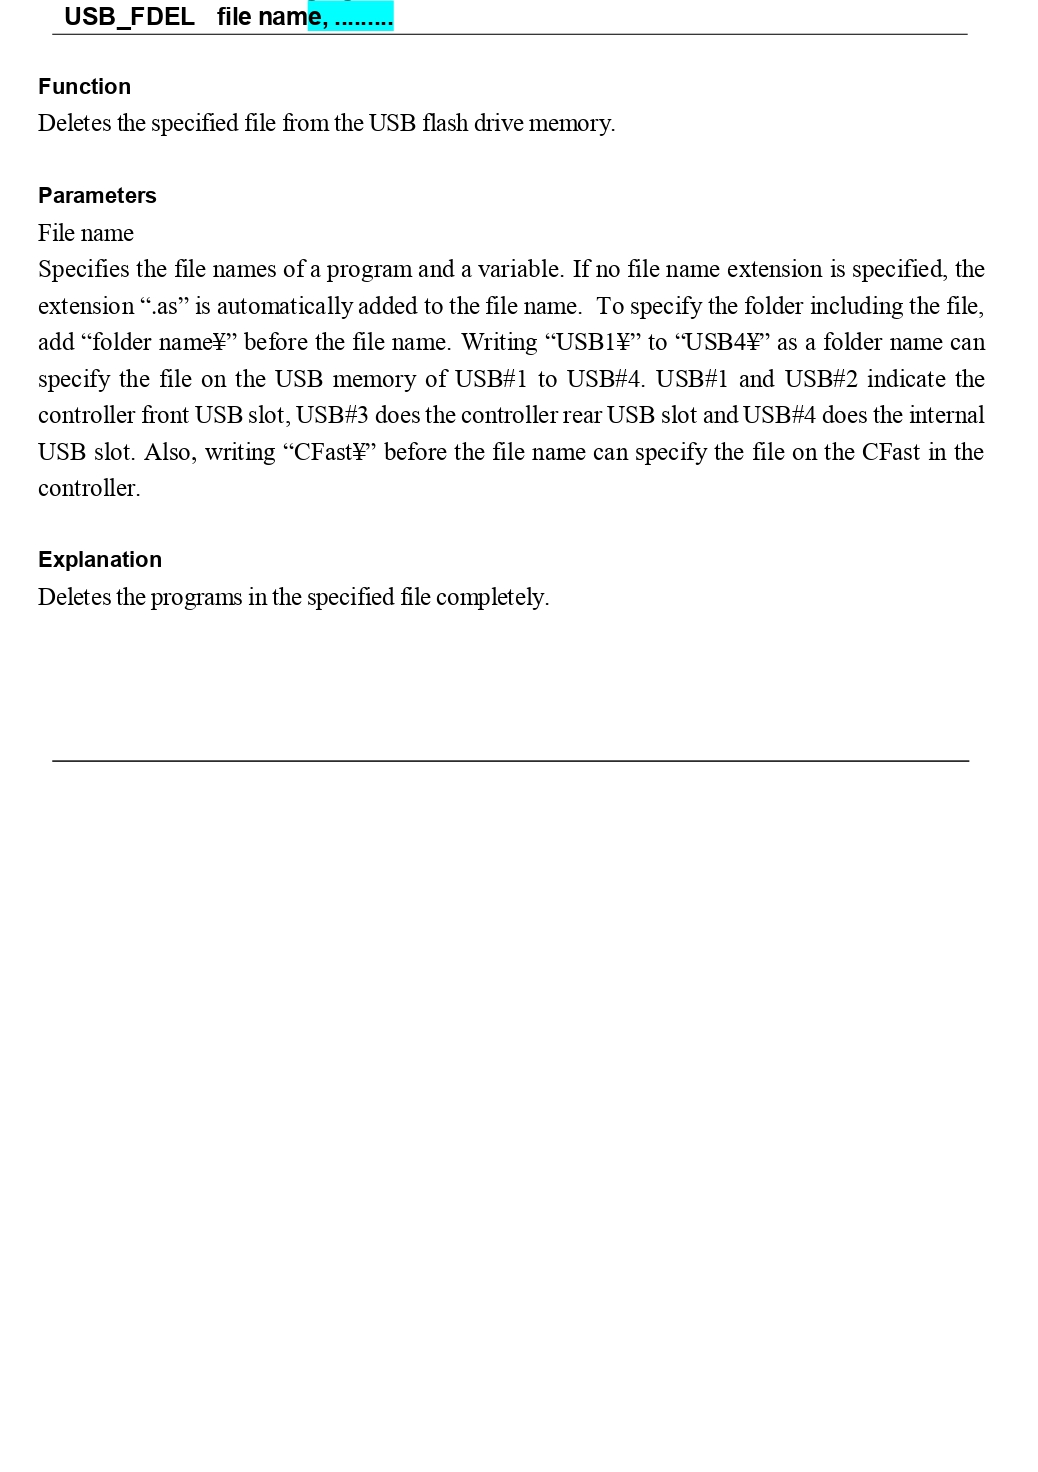 USB_FDEL file name, .........
Function
Deletes the specified file from the USB flash drive memory.
Parameters
File name
Specifies the file names of a program and a variable. If no file name extension is specified, the
extension “.as” is automatically added to the file name. To specify the folder including the file,
add “folder name¥” before the file name. Writing “USB1¥” to “USB4¥” as a folder name can
specify the file on the USB memory of USB#1 to USB#4. USB#1 and USB#2 indicate the
controller front USB slot, USB#3 does the controller rear USB slot and USB#4 does the internal
USB slot. Also, writing “CFast¥” before the file name can specify the file on the CFast in the
controller.
Explanation
Deletes the programs in the specified file completely.